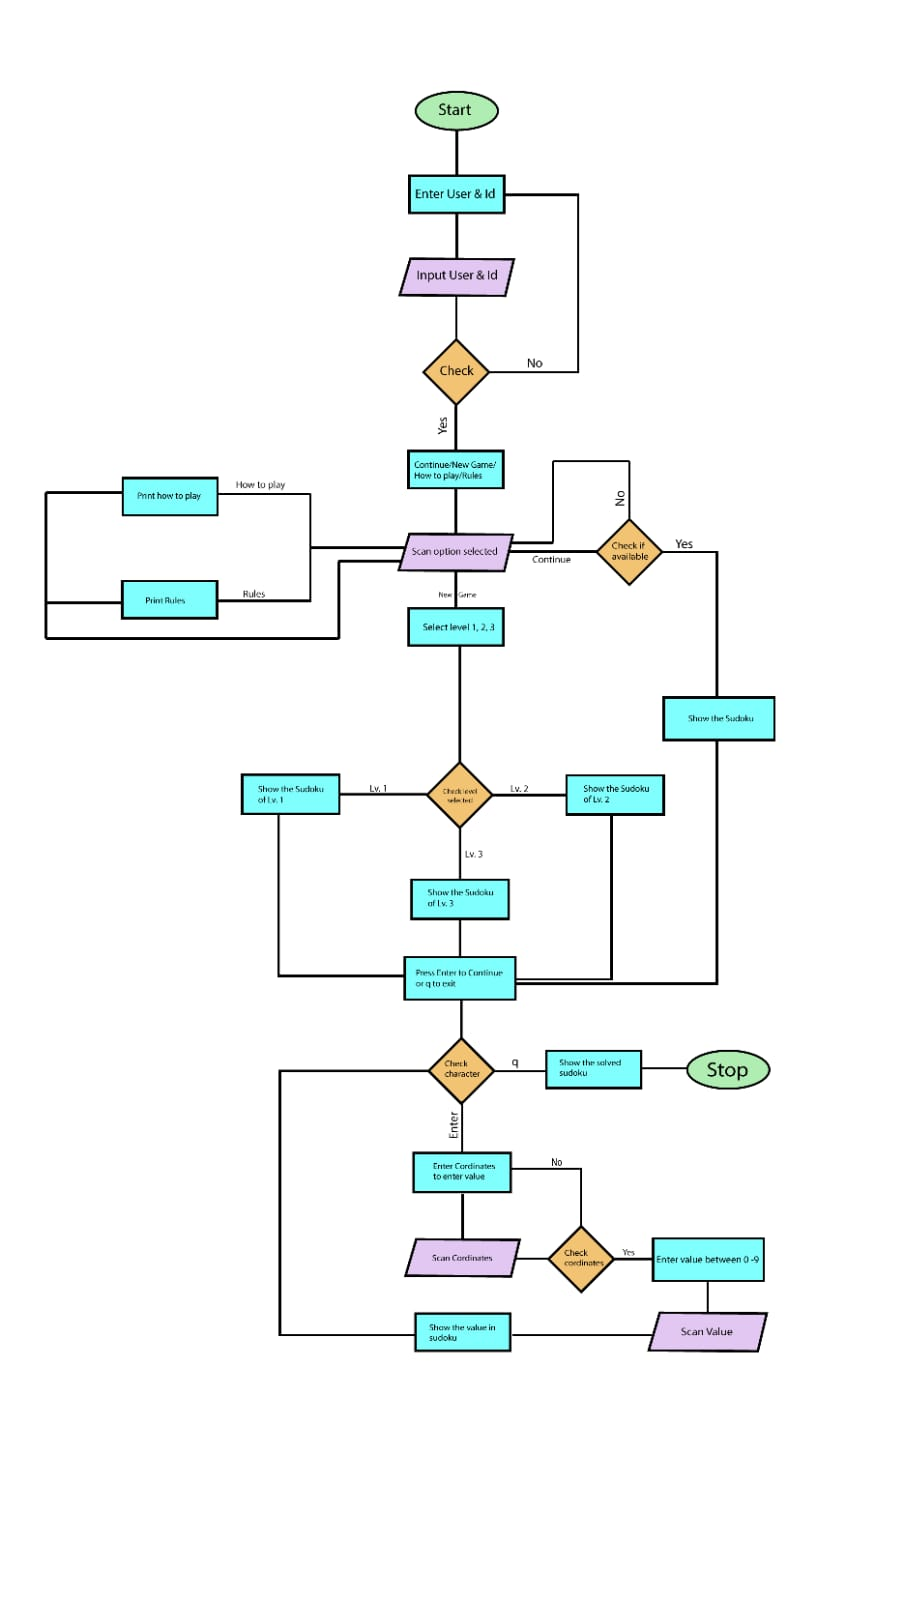 Start
Enter User & Id
Input User & Id
Check
No
Yes
Continue/New Game/
How to play/Rules
Print how to play
How to play
Scan option selected
No
Check if
available
Yes
Continue
Print Rules
Rules
New Game
Select level 1, 2, 3
Show the Sudoku
Show the Sudoku
of Lv. 1
Lv. 1
Check level
selected
Lv. 2
Show the Sudoku
of Lv. 2
Lv. 3
Show the Sudoku
of Lv. 3
Press Enter to Continue
or q to exit
Check
character
q
Show the solved
sudoku
Stop
Enter
Enter Cordinates
to enter value
No
Scan Cordinates
Check
cordinates
Yes
Enter value between 0 -9
Show the value in
sudoku
Scan Value